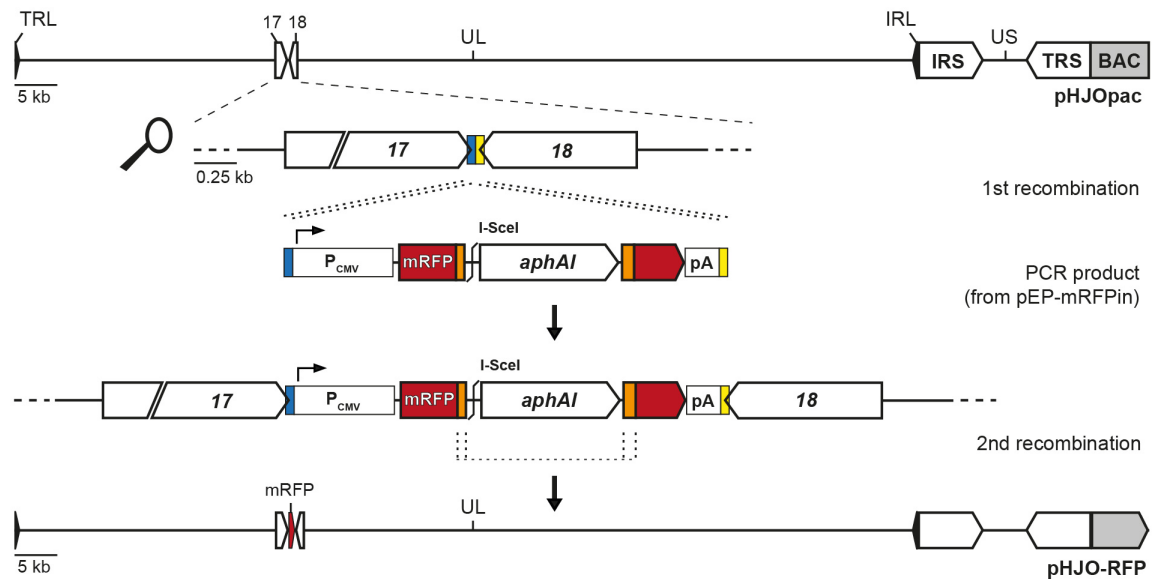 TRL 17 18 UL IRL US
IRS TRS BAC
5 kb pHJOpac
17 18
0.25 kb
1st recombination
I-SceI
PCMV mRFP aphAI pA
PCR product
(from pEP-mRFPin)
I-SceI
17 PCMV mRFP aphAI pA 18
2nd recombination
mRFP UL
5 kb pHJO-RFP